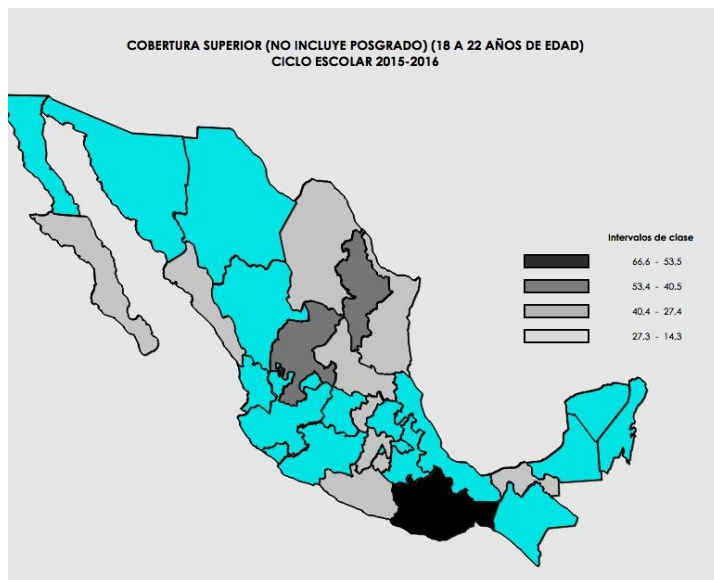 COBERTURA SUPERIOR (NO INCLUYE POSGRADO) (18 A 22 AÑOS DE EDAD)
CICLO ESCOLAR 2015-2016
Intervalos de clase
66,6 - 53,5
53,4 - 40,5
40,4 - 27,4
27,3 - 14,3